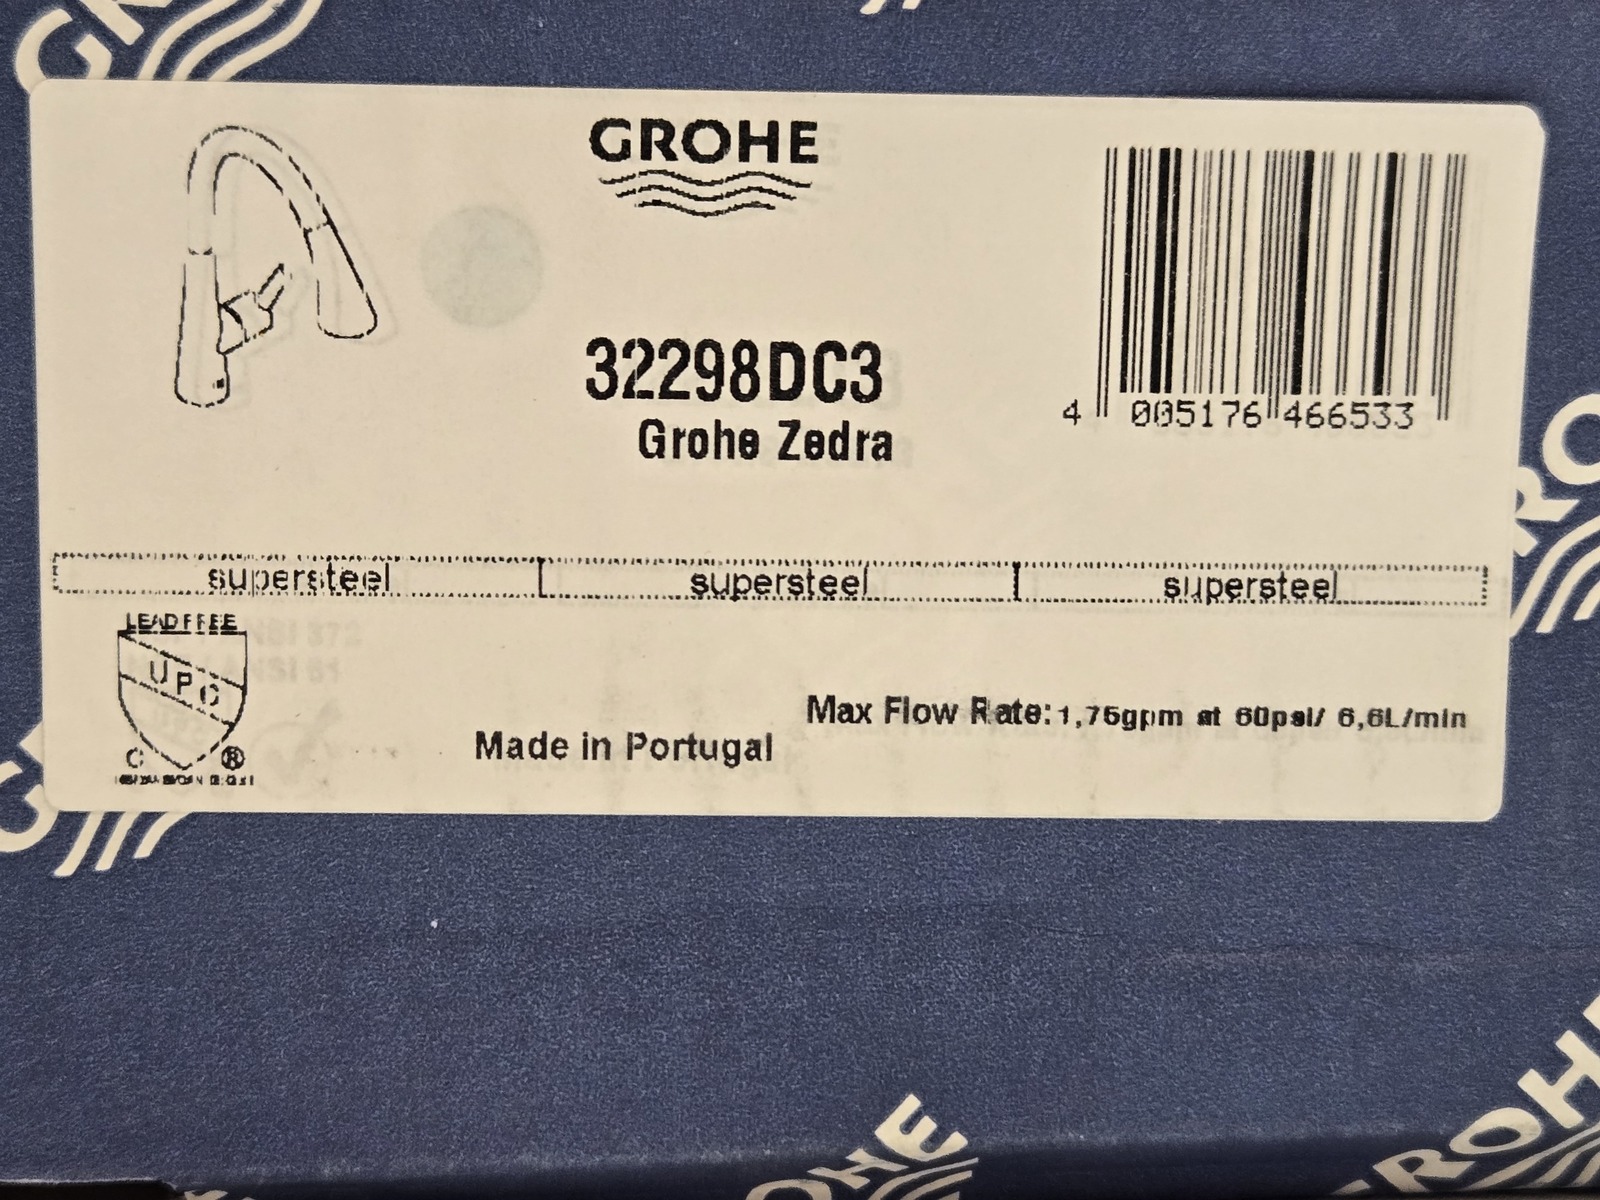 GROHE
32298DC3
Grohe Zedra
4 005176 466533
supersteel supersteel supersteel
LEAD FREE
UPC
C ®
Made in Portugal
Max Flow Rate: 1,75gpm at 60psi/ 6,6L/min
GROHE